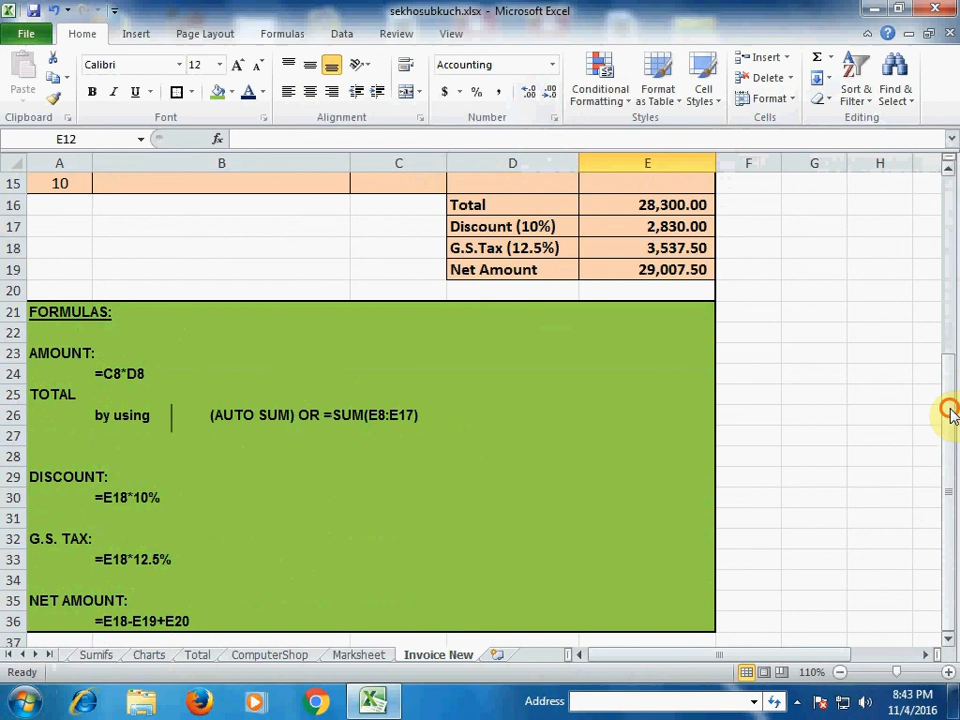 sekhosubkuch.xlsx - Microsoft Excel
File Home Insert Page Layout Formulas Data Review View
Calibri 12 Accounting Insert
Paste B I U $ % , Conditional Formatting Format as Table Cell Styles Delete Format Sort & Filter Find & Select
Clipboard Font Alignment Number Styles Cells Editing
E12 fx
A B C D E F G H
15 10
16 Total 28,300.00
17 Discount (10%) 2,830.00
18 G.S.Tax (12.5%) 3,537.50
19 Net Amount 29,007.50
20
21 FORMULAS:
22
23 AMOUNT:
24 =C8*D8
25 TOTAL
26 by using (AUTO SUM) OR =SUM(E8:E17)
27
28
29 DISCOUNT:
30 =E18*10%
31
32 G.S. TAX:
33 =E18*12.5%
34
35 NET AMOUNT:
36 =E18-E19+E20
37
Sumifs Charts Total ComputerShop Marksheet Invoice New
Ready 110%
Address 8:43 PM
11/4/2016